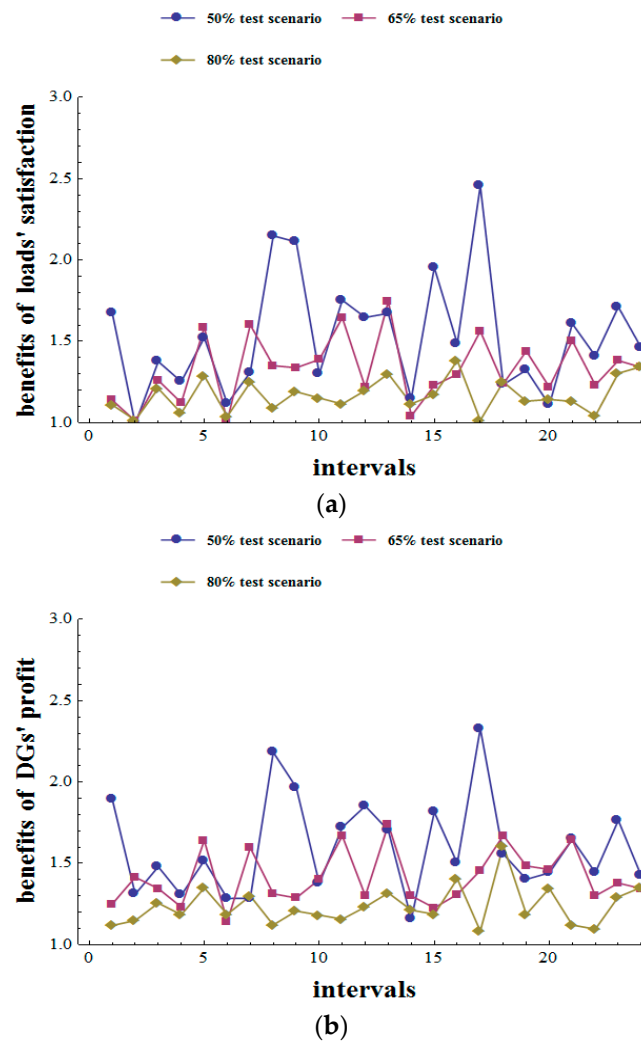 50% test scenario 65% test scenario
80% test scenario
3.0
2.5
2.0
1.5
1.0
benefits of loads' satisfaction
0 5 10 15 20
intervals
(a)
50% test scenario 65% test scenario
80% test scenario
3.0
2.5
2.0
1.5
1.0
benefits of DGs' profit
0 5 10 15 20
intervals
(b)